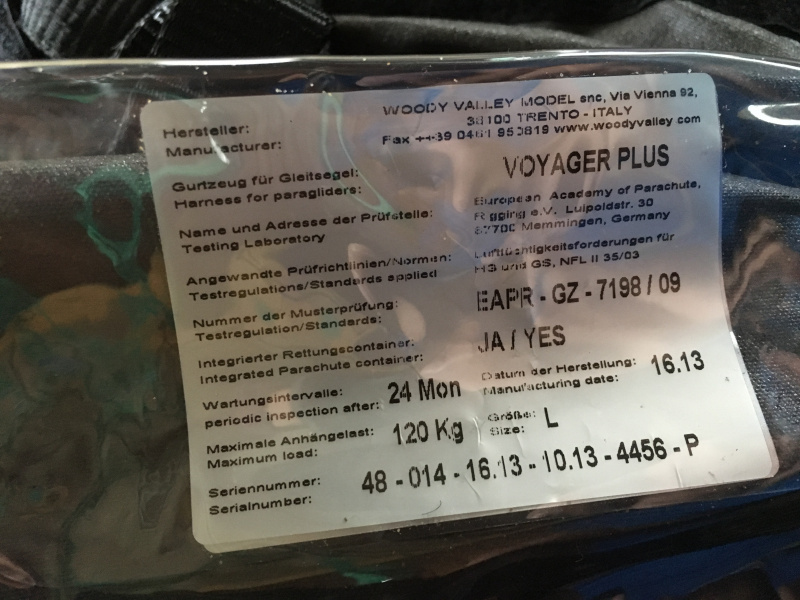 Hersteller:
Manufacturer:
WOODY VALLEY MODEL snc, Via Vienna 92,
38100 TRENTO - ITALY
Fax ++39 0461 950819 www.woodyvalley.com
Gurtzeug für Gleitsegel:
Harness for paragliders:
VOYAGER PLUS
Name und Adresse der Prüfstelle:
Testing Laboratory
European Academy of Parachute,
Rigging e.V. Luipoldstr. 30
87700 Memmingen, Germany
Angewandte Prüfrichtlinien/Normen:
Testregulations/Standards applied
Lufttüchtigkeitsforderungen für
HG und GS, NFL II 35/03
Nummer der Musterprüfung:
Testregulation/Standards:
EAPR - GZ - 7198 / 09
Integrierter Rettungscontainer:
Integrated Parachute container:
JA / YES
Wartungsintervalle:
periodic inspection after:
24 Mon
Datum der Herstellung:
Manufacturing date:
16.13
Maximale Anhängelast:
Maximum load:
120 Kg
Größe:
Size:
L
Seriennummer:
Serialnumber:
48 - 014 - 16.13 - 10.13 - 4456 - P